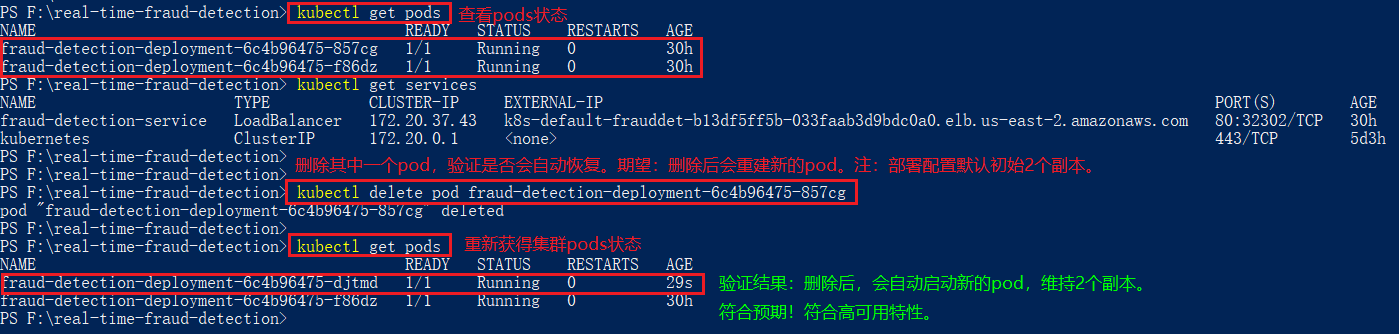 PS F:\real-time-fraud-detection> kubectl get pods 查看pods状态
NAME READY STATUS RESTARTS AGE
fraud-detection-deployment-6c4b96475-857cg 1/1 Running 0 30h
fraud-detection-deployment-6c4b96475-f86dz 1/1 Running 0 30h
PS F:\real-time-fraud-detection> kubectl get services
NAME TYPE CLUSTER-IP EXTERNAL-IP PORT(S) AGE
fraud-detection-service LoadBalancer 172.20.37.43 k8s-default-frauddet-b13df5ff5b-033faab3d9bdc0a0.elb.us-east-2.amazonaws.com 80:32302/TCP 30h
kubernetes ClusterIP 172.20.0.1 <none> 443/TCP 5d3h
PS F:\real-time-fraud-detection> 删除其中一个pod，验证是否会自动恢复。期望：删除后会重建新的pod。注：部署配置默认初始2个副本。
PS F:\real-time-fraud-detection>
PS F:\real-time-fraud-detection> kubectl delete pod fraud-detection-deployment-6c4b96475-857cg
pod "fraud-detection-deployment-6c4b96475-857cg" deleted
PS F:\real-time-fraud-detection>
PS F:\real-time-fraud-detection> kubectl get pods 重新获得集群pods状态
NAME READY STATUS RESTARTS AGE
fraud-detection-deployment-6c4b96475-djtmd 1/1 Running 0 29s 验证结果：删除后，会自动启动新的pod，维持2个副本。
fraud-detection-deployment-6c4b96475-f86dz 1/1 Running 0 30h 符合预期！符合高可用特性。
PS F:\real-time-fraud-detection>